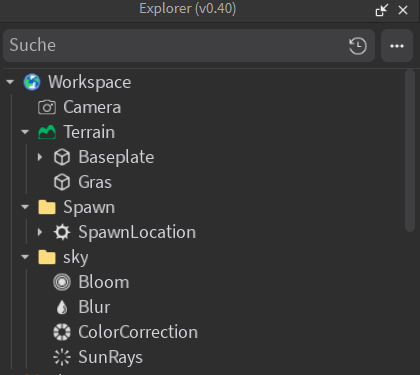 Explorer (v0.40)
Suche
Workspace
Camera
Terrain
Baseplate
Gras
Spawn
SpawnLocation
sky
Bloom
Blur
ColorCorrection
SunRays